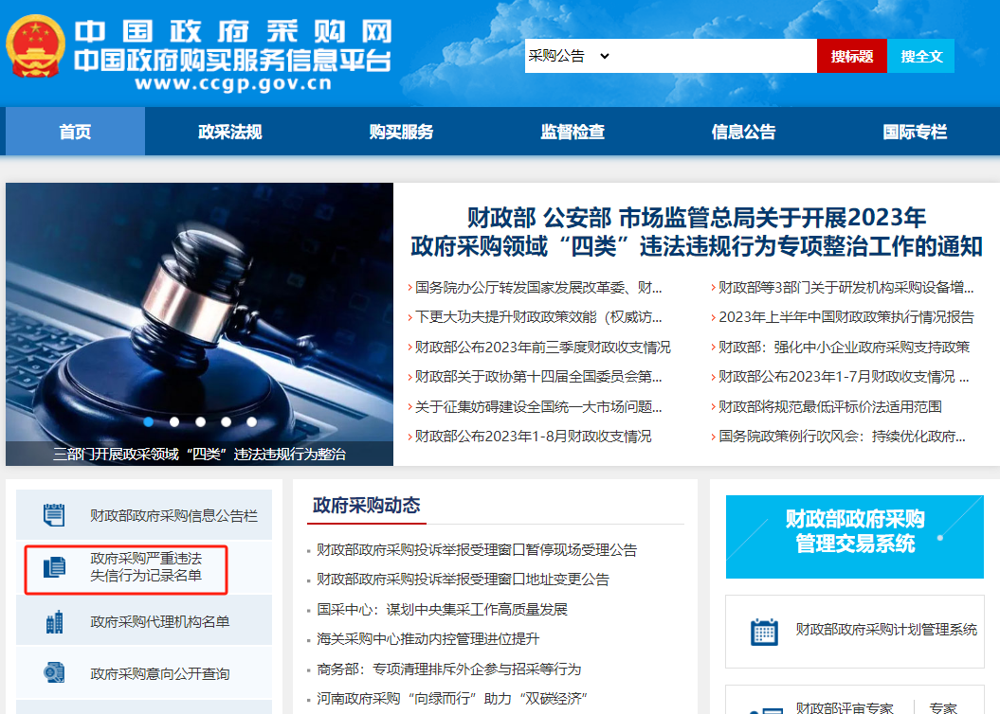 中国政府采购网
中国政府购买服务信息平台
www.ccgp.gov.cn
采购公告
搜标题
搜全文
首页
政采法规
购买服务
监督检查
信息公告
国际专栏
三部门开展政采领域“四类”违法违规行为整治
财政部 公安部 市场监管总局关于开展2023年
政府采购领域“四类”违法违规行为专项整治工作的通知
国务院办公厅转发国家发展改革委、财...
下更大功夫提升财政政策效能（权威访...
财政部公布2023年前三季度财政收支情况
财政部关于政协第十四届全国委员会第...
关于征集妨碍建设全国统一大市场问题...
财政部公布2023年1-8月财政收支情况
财政部等3部门关于研发机构采购设备增...
2023年上半年中国财政政策执行情况报告
财政部：强化中小企业政府采购支持政策
财政部公布2023年1-7月财政收支情况 ...
财政部将规范最低评标价法适用范围
国务院政策例行吹风会：持续优化政府...
财政部政府采购信息公告栏
政府采购严重违法
失信行为记录名单
政府采购代理机构名单
政府采购意向公开查询
政府采购动态
财政部政府采购投诉举报受理窗口暂停现场受理公告
财政部政府采购投诉举报受理窗口地址变更公告
国采中心：谋划中央集采工作高质量发展
海关采购中心推动内控管理进位提升
商务部：专项清理排斥外企参与招采等行为
河南政府采购“向绿而行”助力“双碳经济”
财政部政府采购
管理交易系统
财政部政府采购计划管理系统
财政部评审专家
专家